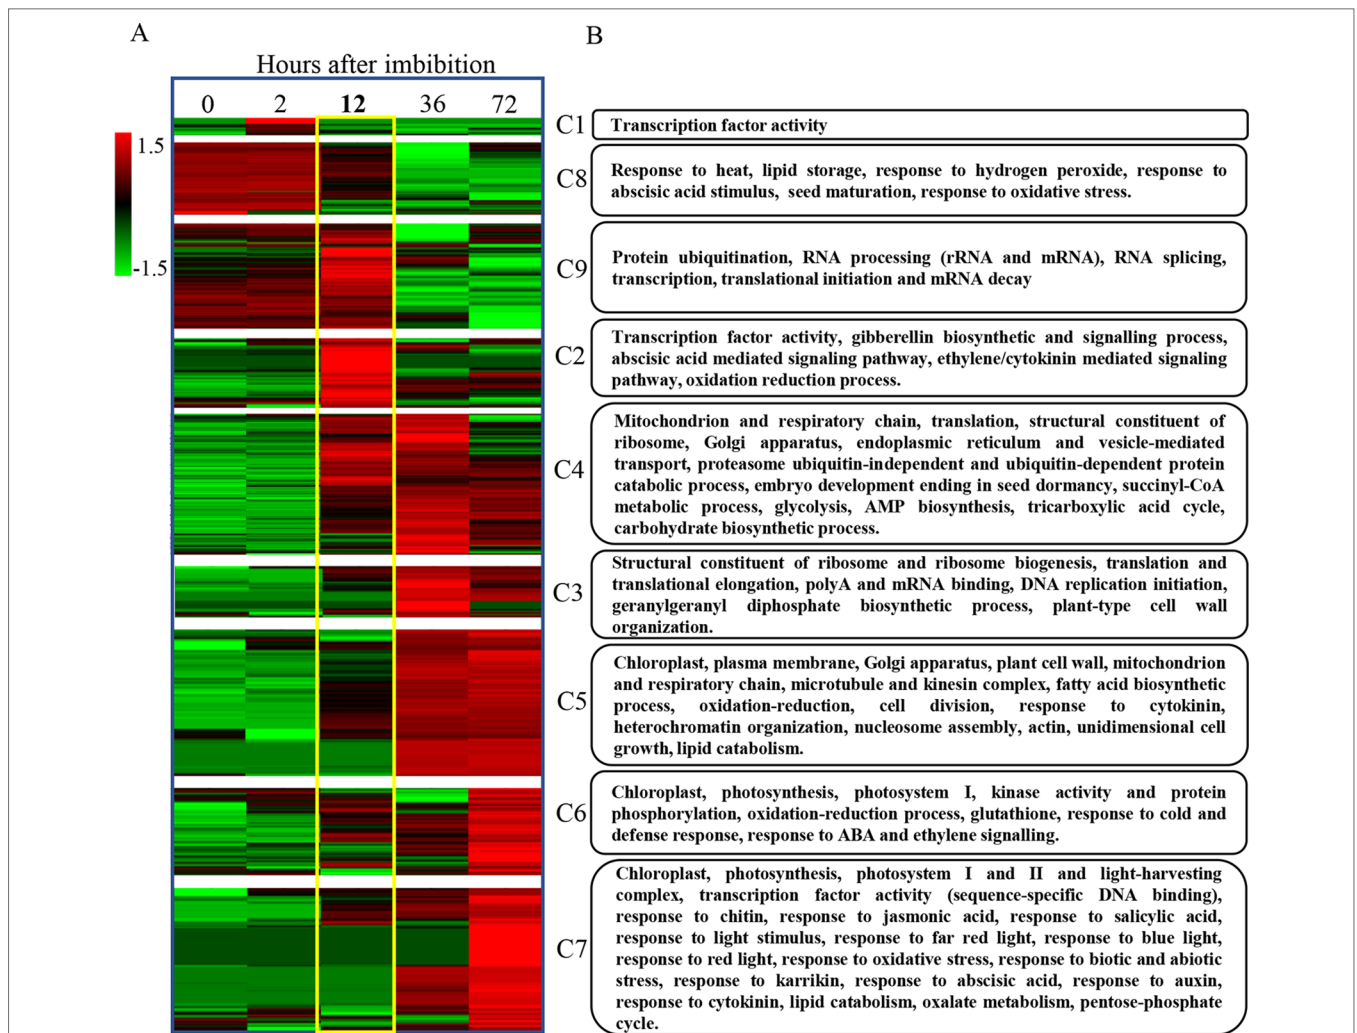 A
B
Hours after imbibition
0 2 12 36 72
1.5
-1.5
C1
Transcription factor activity
C8
Response to heat, lipid storage, response to hydrogen peroxide, response to
abscisic acid stimulus, seed maturation, response to oxidative stress.
C9
Protein ubiquitination, RNA processing (rRNA and mRNA), RNA splicing,
transcription, translational initiation and mRNA decay
C2
Transcription factor activity, gibberellin biosynthetic and signalling process,
abscisic acid mediated signaling pathway, ethylene/cytokinin mediated signaling
pathway, oxidation reduction process.
C4
Mitochondrion and respiratory chain, translation, structural constituent of
ribosome, Golgi apparatus, endoplasmic reticulum and vesicle-mediated
transport, proteasome ubiquitin-independent and ubiquitin-dependent protein
catabolic process, embryo development ending in seed dormancy, succinyl-CoA
metabolic process, glycolysis, AMP biosynthesis, tricarboxylic acid cycle,
carbohydrate biosynthetic process.
C3
Structural constituent of ribosome and ribosome biogenesis, translation and
translational elongation, polyA and mRNA binding, DNA replication initiation,
geranylgeranyl diphosphate biosynthetic process, plant-type cell wall
organization.
C5
Chloroplast, plasma membrane, Golgi apparatus, plant cell wall, mitochondrion
and respiratory chain, microtubule and kinesin complex, fatty acid biosynthetic
process, oxidation-reduction, cell division, response to cytokinin,
heterochromatin organization, nucleosome assembly, actin, unidimensional cell
growth, lipid catabolism.
C6
Chloroplast, photosynthesis, photosystem I, kinase activity and protein
phosphorylation, oxidation-reduction process, glutathione, response to cold and
defense response, response to ABA and ethylene signalling.
C7
Chloroplast, photosynthesis, photosystem I and II and light-harvesting
complex, transcription factor activity (sequence-specific DNA binding),
response to chitin, response to jasmonic acid, response to salicylic acid,
response to light stimulus, response to far red light, response to blue light,
response to red light, response to oxidative stress, response to biotic and abiotic
stress, response to karrikin, response to abscisic acid, response to auxin,
response to cytokinin, lipid catabolism, oxalate metabolism, pentose-phosphate
cycle.